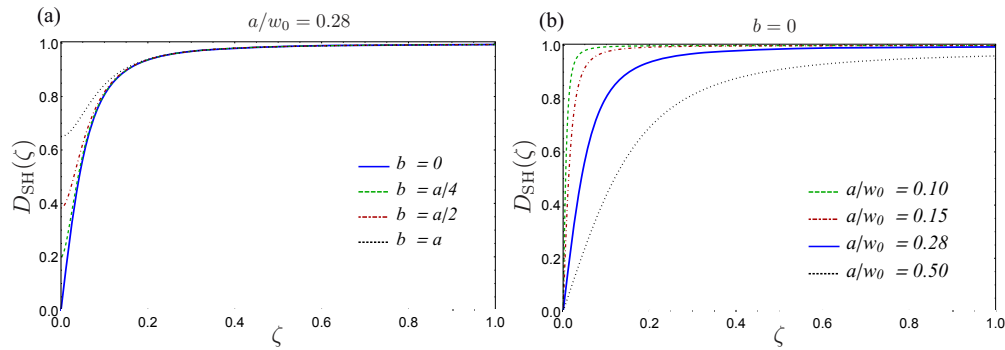 (a)
a/w₀ = 0.28
D_SH(ζ)
1.0
0.8
0.6
0.4
0.2
0.0
0.0 0.2 0.4 0.6 0.8 1.0
ζ
b = 0
b = a/4
b = a/2
b = a
(b)
b = 0
D_SH(ζ)
1.0
0.8
0.6
0.4
0.2
0.0
0.0 0.2 0.4 0.6 0.8 1.0
ζ
a/w₀ = 0.10
a/w₀ = 0.15
a/w₀ = 0.28
a/w₀ = 0.50